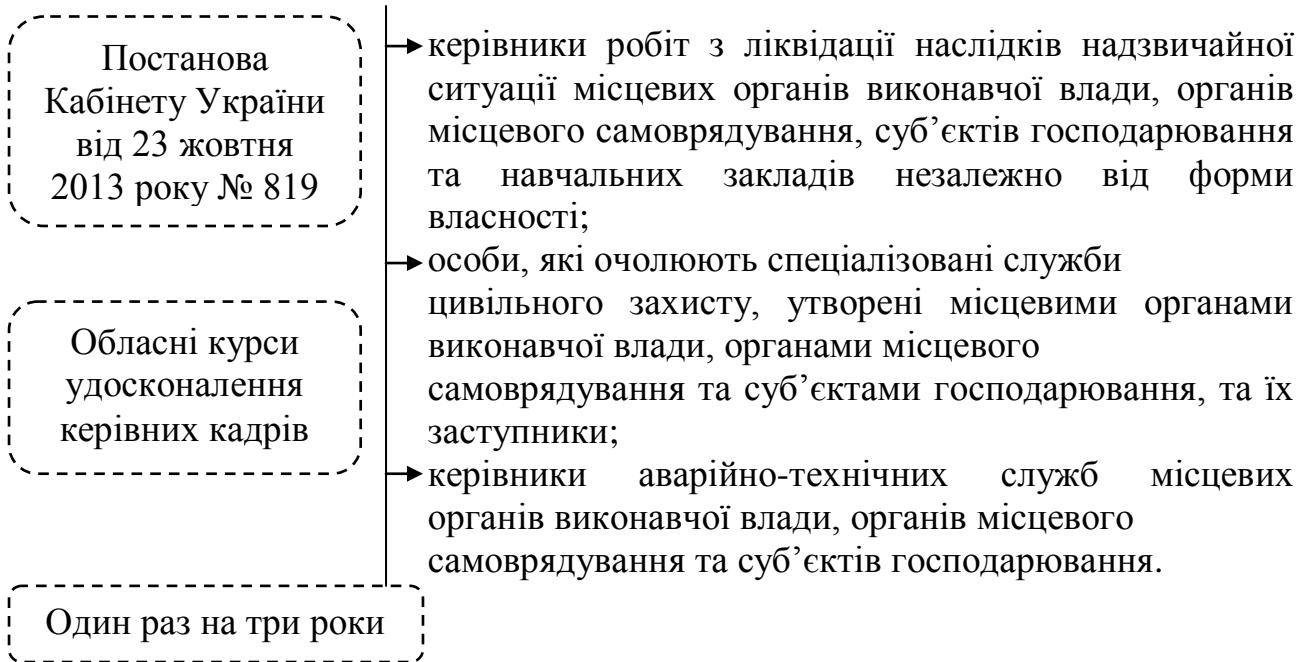 Постанова
Кабінету України
від 23 жовтня
2013 року № 819
Обласні курси
удосконалення
керівних кадрів
Один раз на три роки
керівники робіт з ліквідації наслідків надзвичайної
ситуації місцевих органів виконавчої влади, органів
місцевого самоврядування, суб’єктів господарювання
та навчальних закладів незалежно від форми
власності;
особи, які очолюють спеціалізовані служби
цивільного захисту, утворені місцевими органами
виконавчої влади, органами місцевого
самоврядування та суб’єктами господарювання, та їх
заступники;
керівники аварійно-технічних служб місцевих
органів виконавчої влади, органів місцевого
самоврядування та суб’єктів господарювання.